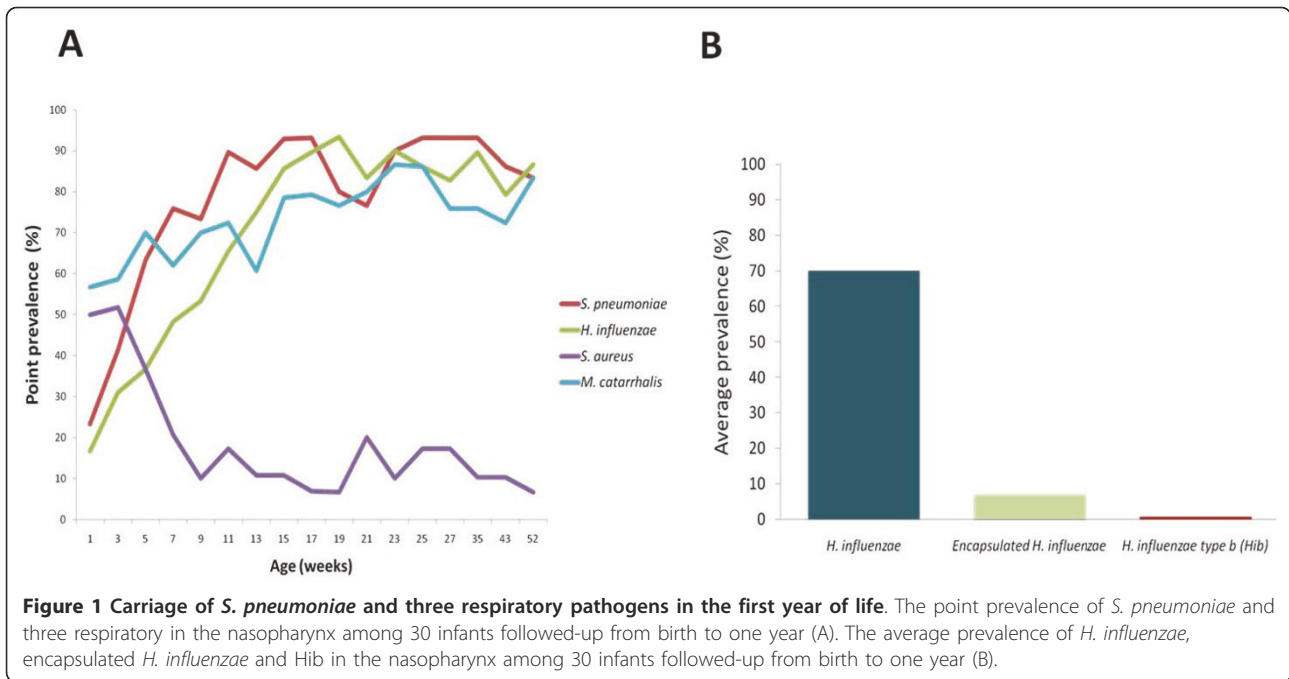 A
Point prevalence (%)
100
90
80
70
60
50
40
30
20
10
0
1 3 5 7 9 11 13 15 17 19 21 23 25 27 35 43 52
Age (weeks)
S. pneumoniae
H. influenzae
S. aureus
M. catarrhalis
B
Average prevalence (%)
100
90
80
70
60
50
40
30
20
10
0
H. influenzae Encapsulated H. influenzae H. influenzae type b (Hib)
Figure 1 Carriage of S. pneumoniae and three respiratory pathogens in the first year of life. The point prevalence of S. pneumoniae and
three respiratory in the nasopharynx among 30 infants followed-up from birth to one year (A). The average prevalence of H. influenzae,
encapsulated H. influenzae and Hib in the nasopharynx among 30 infants followed-up from birth to one year (B).